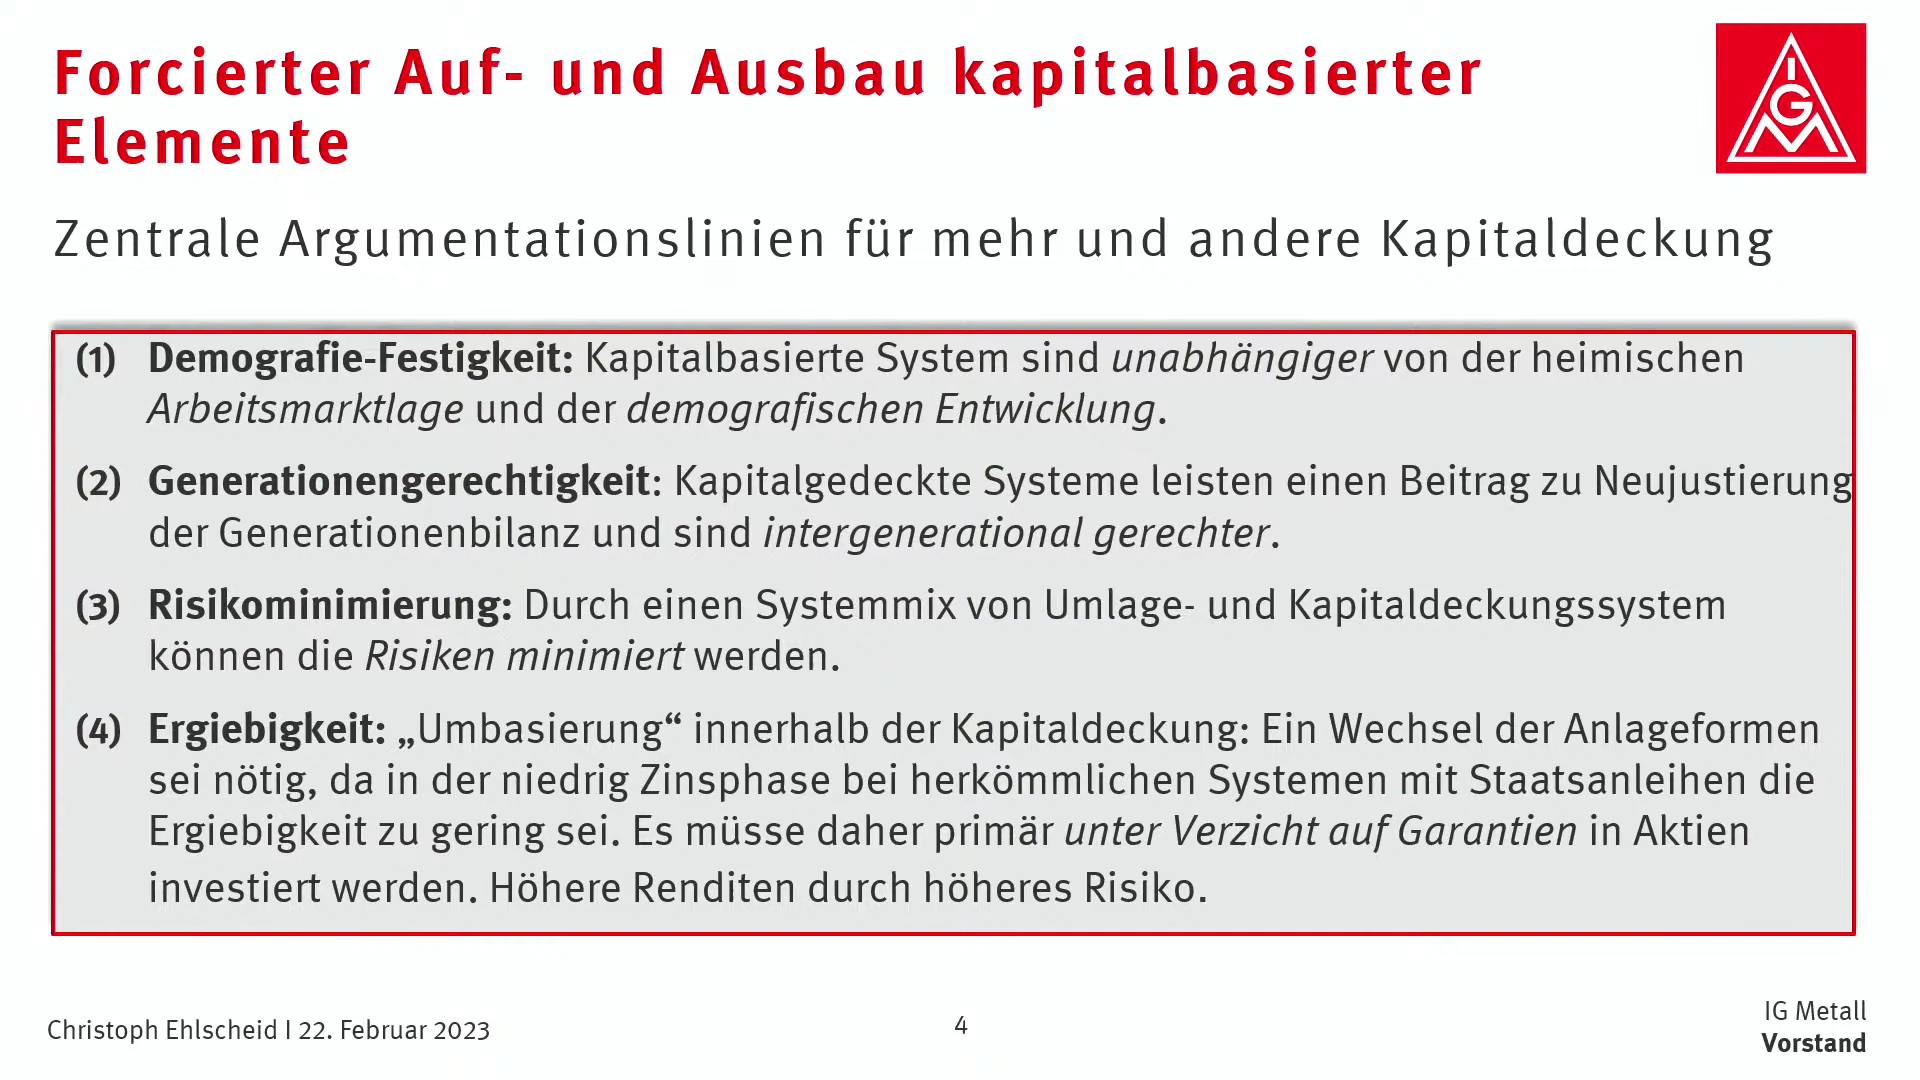 Forcierter Auf- und Ausbau kapitalbasierter
Elemente
IGM
Zentrale Argumentationslinien für mehr und andere Kapitaldeckung
(1) Demografie-Festigkeit: Kapitalbasierte System sind unabhängiger von der heimischen
Arbeitsmarktlage und der demografischen Entwicklung.
(2) Generationengerechtigkeit: Kapitalgedeckte Systeme leisten einen Beitrag zu Neujustierung
der Generationenbilanz und sind intergenerational gerechter.
(3) Risikominimierung: Durch einen Systemmix von Umlage- und Kapitaldeckungssystem
können die Risiken minimiert werden.
(4) Ergiebigkeit: „Umbasierung“ innerhalb der Kapitaldeckung: Ein Wechsel der Anlageformen
sei nötig, da in der niedrig Zinsphase bei herkömmlichen Systemen mit Staatsanleihen die
Ergiebigkeit zu gering sei. Es müsse daher primär unter Verzicht auf Garantien in Aktien
investiert werden. Höhere Renditen durch höheres Risiko.
Christoph Ehlscheid I 22. Februar 2023
4
IG Metall
Vorstand